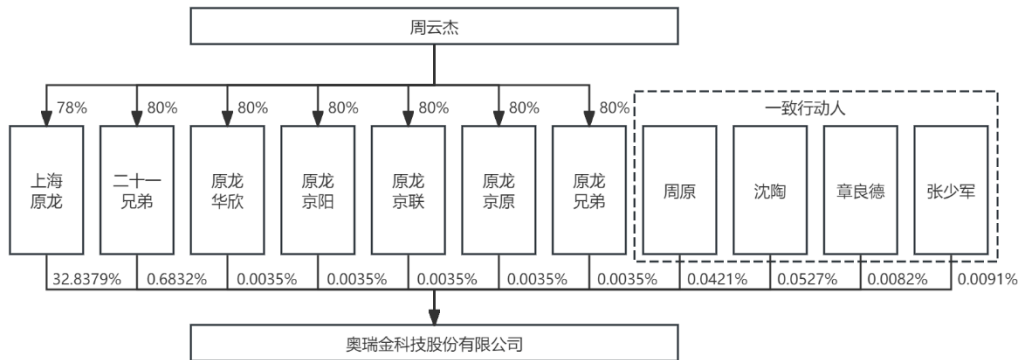 周云杰
78%
80%
80%
80%
80%
80%
80%
一致行动人
上海
原龙
二十一
兄弟
原龙
华欣
原龙
京阳
原龙
京联
原龙
京原
原龙
兄弟
周原
沈陶
章良德
张少军
32.8379%
0.6832%
0.0035%
0.0035%
0.0035%
0.0035%
0.0035%
0.0421%
0.0527%
0.0082%
0.0091%
奥瑞金科技股份有限公司